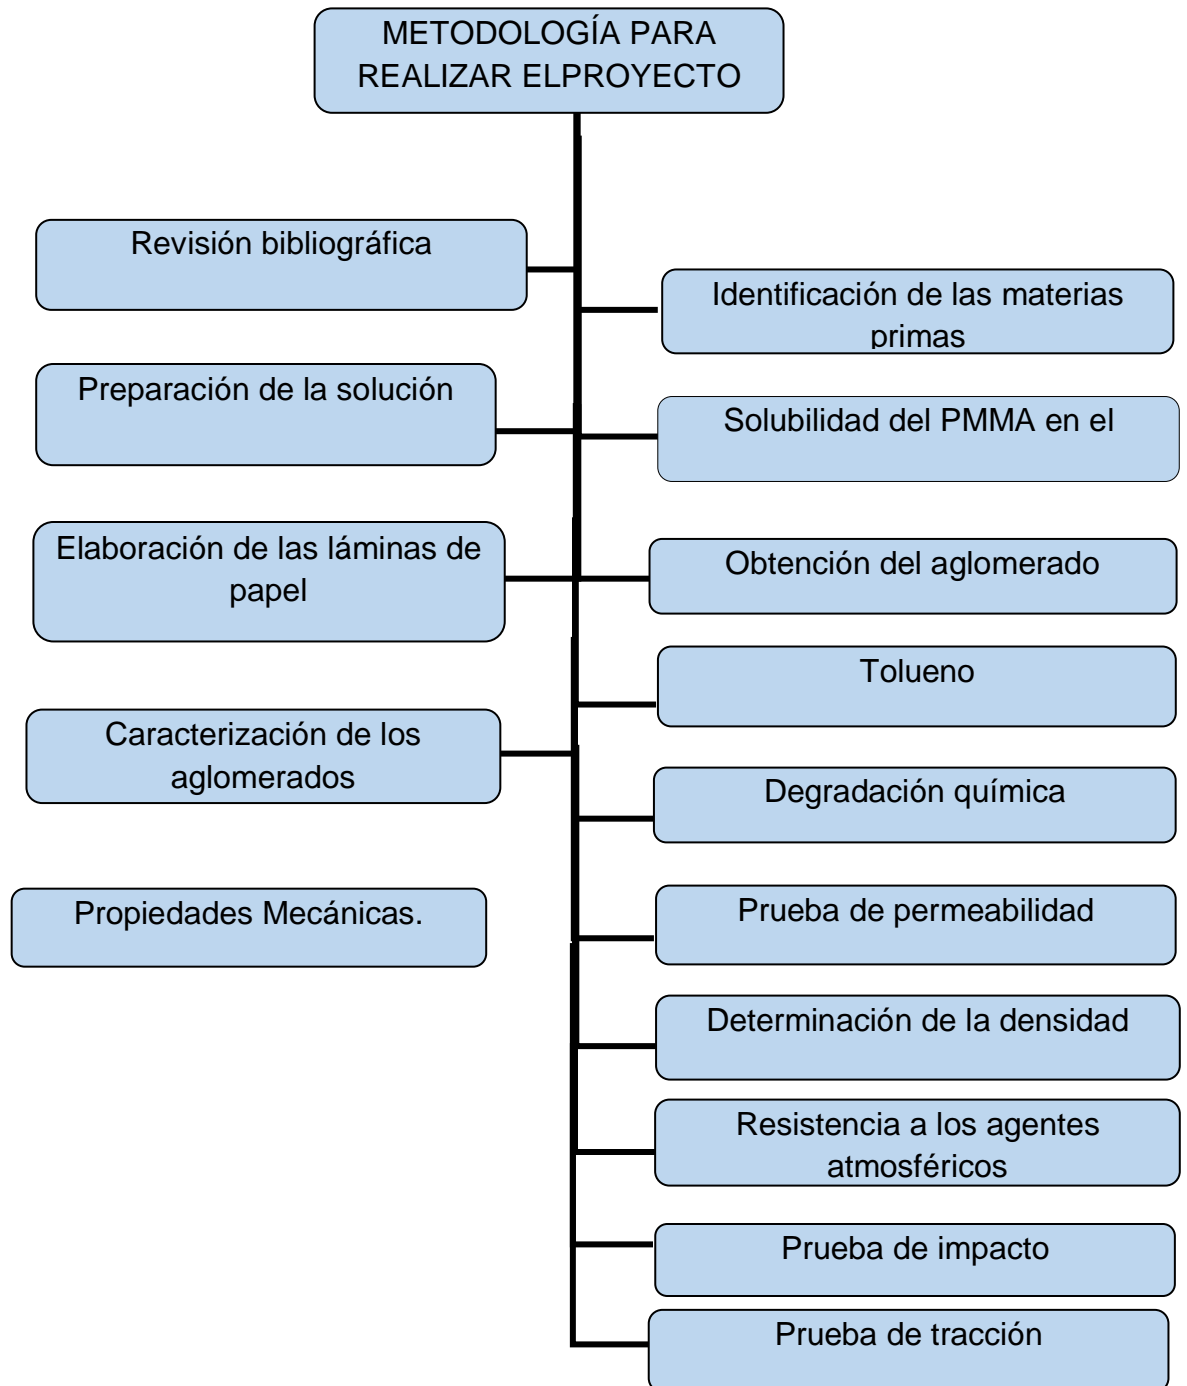 METODOLOGÍA PARA
REALIZAR ELPROYECTO
Revisión bibliográfica
Identificación de las materias
primas
Preparación de la solución
Solubilidad del PMMA en el
Elaboración de las láminas de
papel
Obtención del aglomerado
Tolueno
Caracterización de los
aglomerados
Degradación química
Propiedades Mecánicas.
Prueba de permeabilidad
Determinación de la densidad
Resistencia a los agentes
atmosféricos
Prueba de impacto
Prueba de tracción